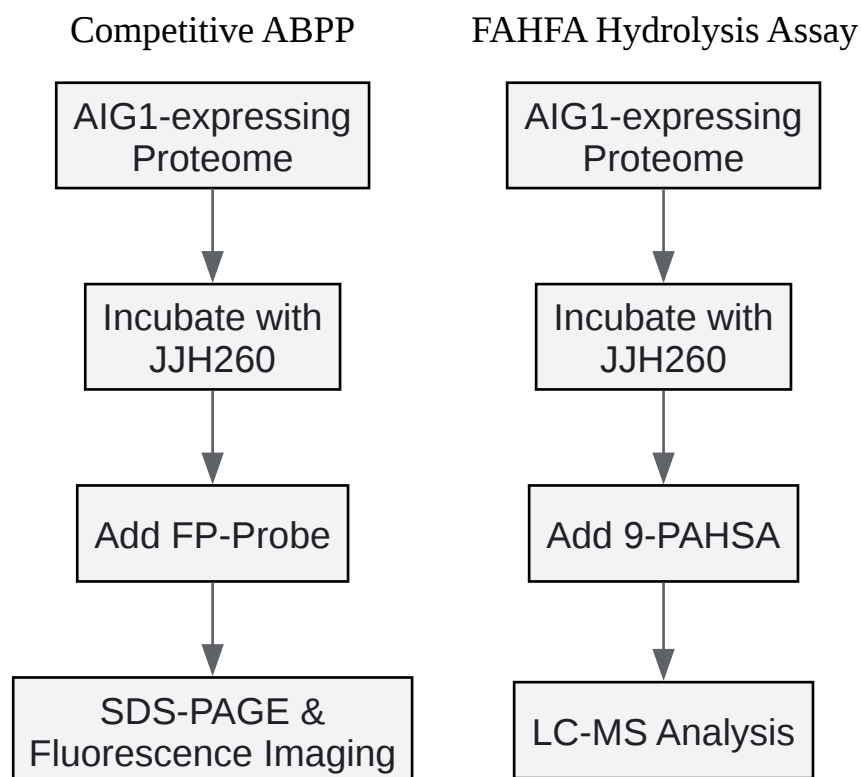 Competitive ABPP
AIG1-expressing
Proteome
Incubate with
JJH260
Add FP-Probe
SDS-PAGE &
Fluorescence Imaging
FAHFA Hydrolysis Assay
AIG1-expressing
Proteome
Incubate with
JJH260
Add 9-PAHSA
LC-MS Analysis